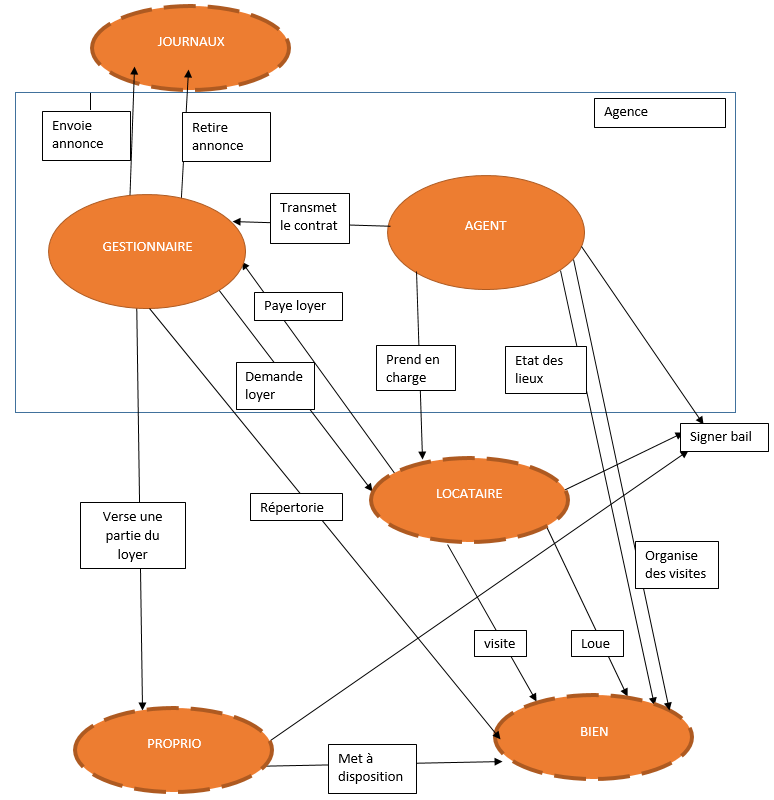 JOURNAUX
Envoie
annonce
Retire
annonce
Agence
Transmet
le contrat
AGENT
GESTIONNAIRE
Paye loyer
Demande
loyer
Prend en
charge
Etat des
lieux
Signer bail
LOCATAIRE
Répertorie
Verse une
partie du
loyer
Organise
des visites
visite
Loue
PROPRIO
BIEN
Met à
disposition